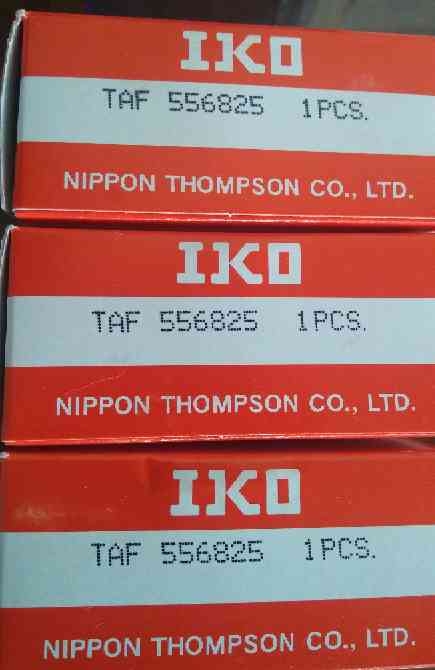 IKO
TAF 556825 1PCS.
NIPPON THOMPSON CO., LTD.
IKO
TAF 556825 1PCS.
NIPPON THOMPSON CO., LTD.
IKO
TAF 556825 1PCS.
NIPPON THOMPSON CO., LTD.